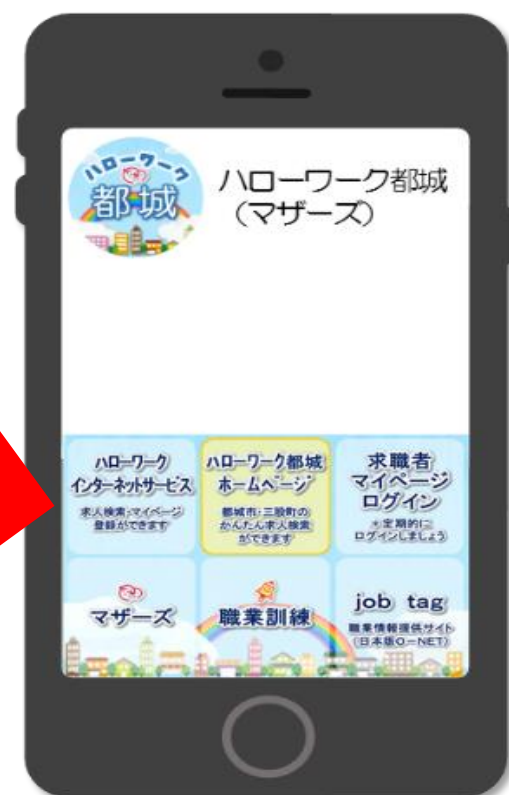 ハローワーク
都城
ハローワーク都城
（マザーズ）
ハローワーク
インターネットサービス
求人検索・マイページ
登録ができます
ハローワーク都城
ホームページ
都城市・三股町の
かんたん求人検索
ができます
求職者
マイページ
ログイン
＊定期的に
ログインしましょう
マザーズ
職業訓練
job tag
職業情報提供サイト
（日本版O-NET）